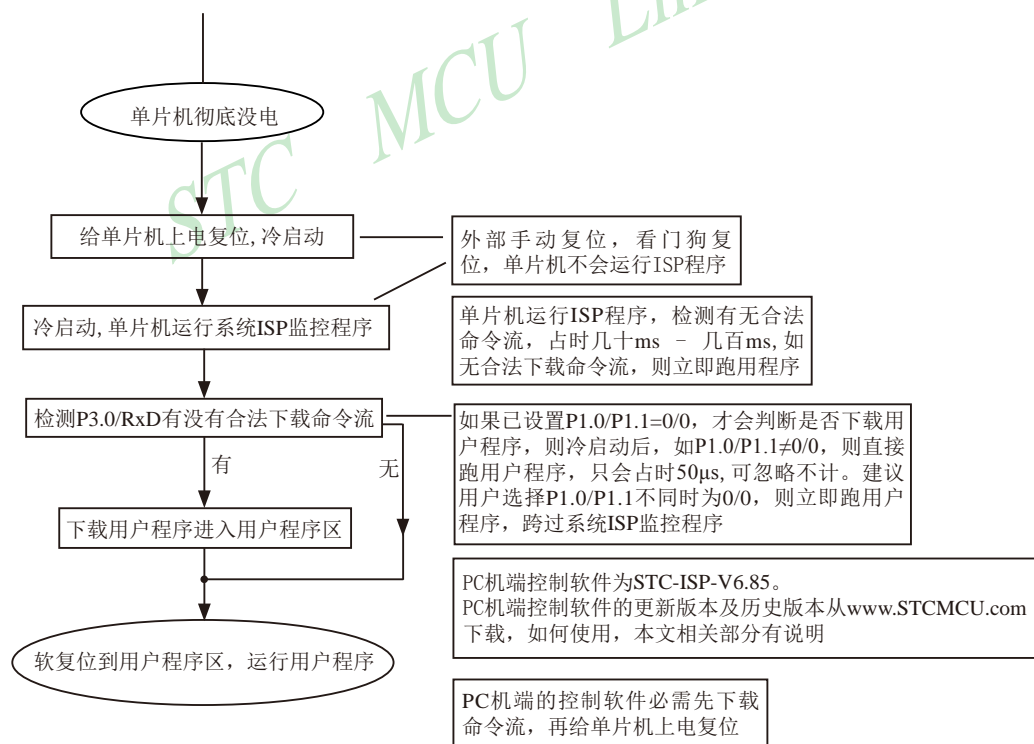 STC MCU Lim
单片机彻底没电
给单片机上电复位,冷启动
外部手动复位，看门狗复
位，单片机不会运行ISP程序
冷启动,单片机运行系统ISP监控程序
单片机运行ISP程序，检测有无合法
命令流，占时几十ms － 几百ms,如
无合法下载命令流，则立即跑用程序
检测P3.0/RxD有没有合法下载命令流
如果已设置P1.0/P1.1=0/0，才会判断是否下载用
户程序，则冷启动后，如P1.0/P1.1≠0/0，则直接
跑用户程序，只会占时50μs,可忽略不计。建议
用户选择P1.0/P1.1不同时为0/0，则立即跑用户
程序，跨过系统ISP监控程序
有
无
下载用户程序进入用户程序区
PC机端控制软件为STC-ISP-V6.85。
PC机端控制软件的更新版本及历史版本从www.STCMCU.com
下载，如何使用，本文相关部分有说明
软复位到用户程序区，运行用户程序
PC机端的控制软件必需先下载
命令流，再给单片机上电复位